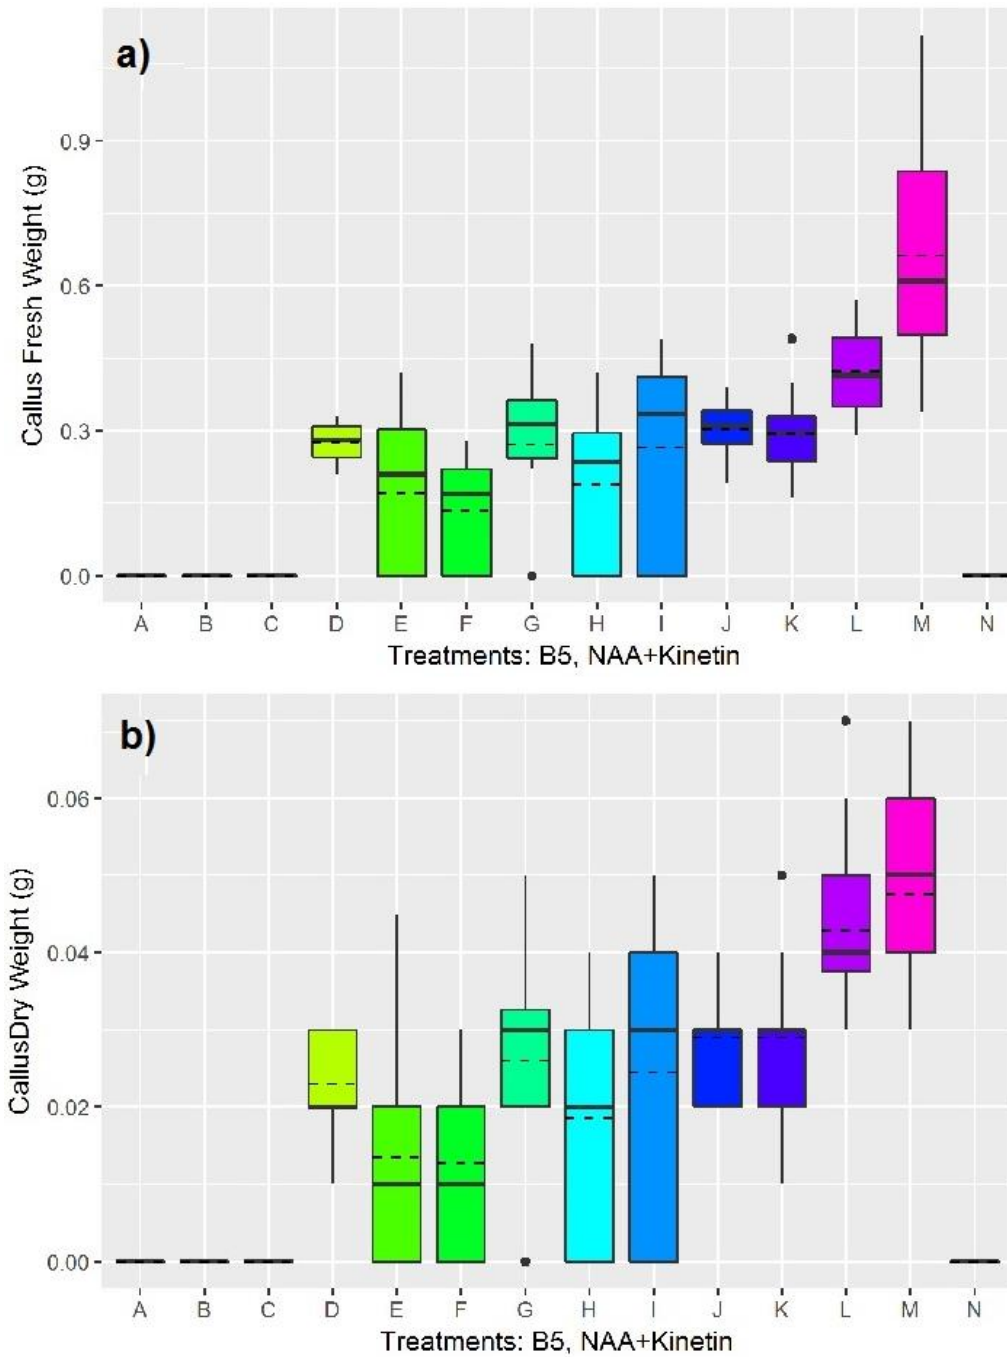 a)
Callus Fresh Weight (g)
0.9
0.6
0.3
0.0
A B C D E F G H I J K L M N
Treatments: B5, NAA+Kinetin
b)
CallusDry Weight (g)
0.06
0.04
0.02
0.00
A B C D E F G H I J K L M N
Treatments: B5, NAA+Kinetin